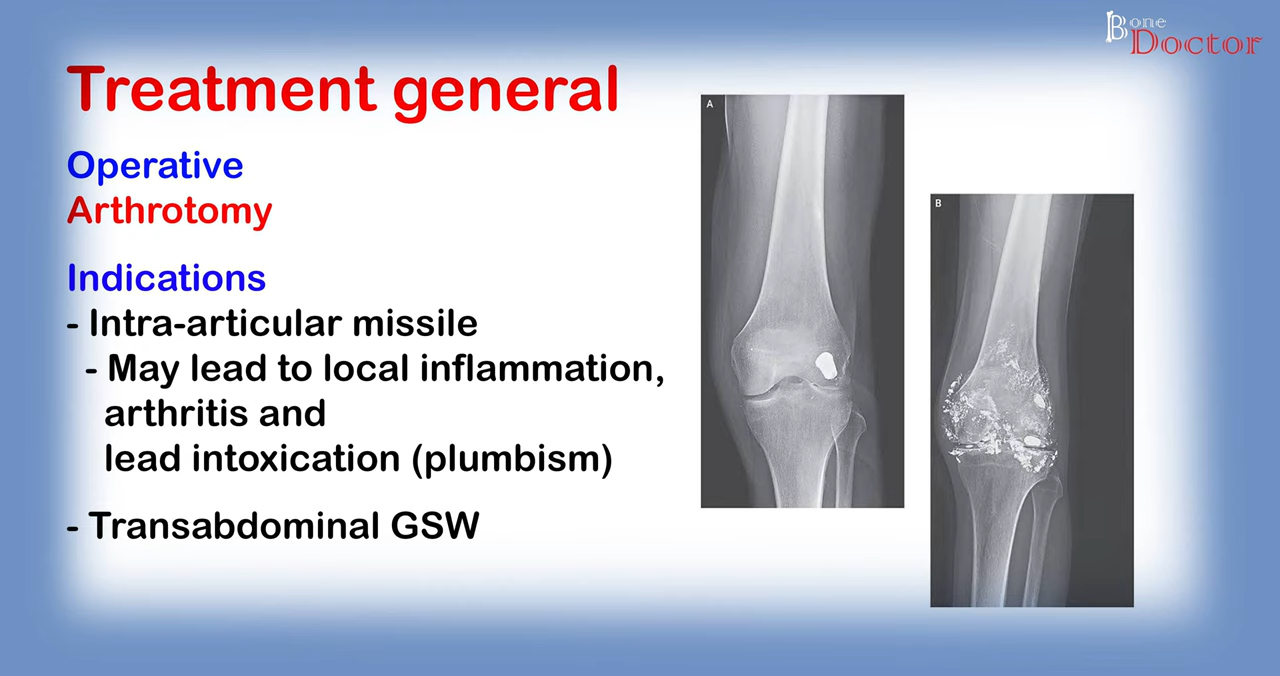 Bone
Doctor
Treatment general
Operative
Arthrotomy
Indications
- Intra-articular missile
- May lead to local inflammation,
arthritis and
lead intoxication (plumbism)
- Transabdominal GSW
A
B